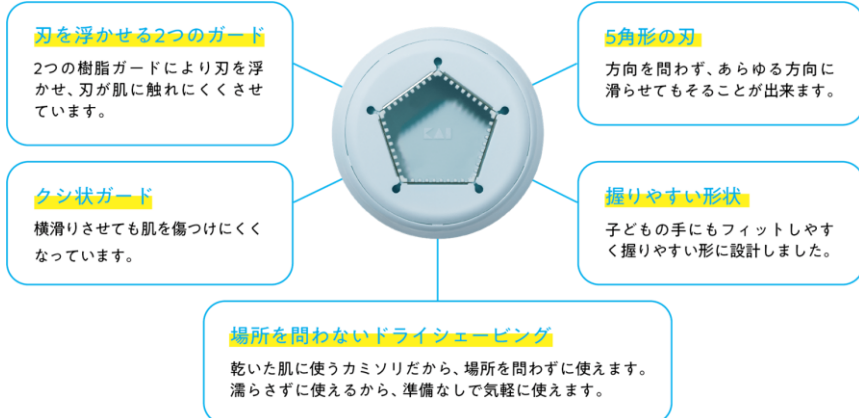 刃を浮かせる2つのガード
2つの樹脂ガードにより刃を浮
かせ、刃が肌に触れにくくさせ
ています。
5角形の刃
方向を問わず、あらゆる方向に
滑らせてもそることが出来ます。
KAI
クシ状ガード
横滑りさせても肌を傷つけにくく
なっています。
握りやすい形状
子どもの手にもフィットしやす
く握りやすい形に設計しました。
場所を問わないドライシェービング
乾いた肌に使うカミソリだから、場所を問わずに使えます。
濡らさずに使えるから、準備なしで気軽に使えます。